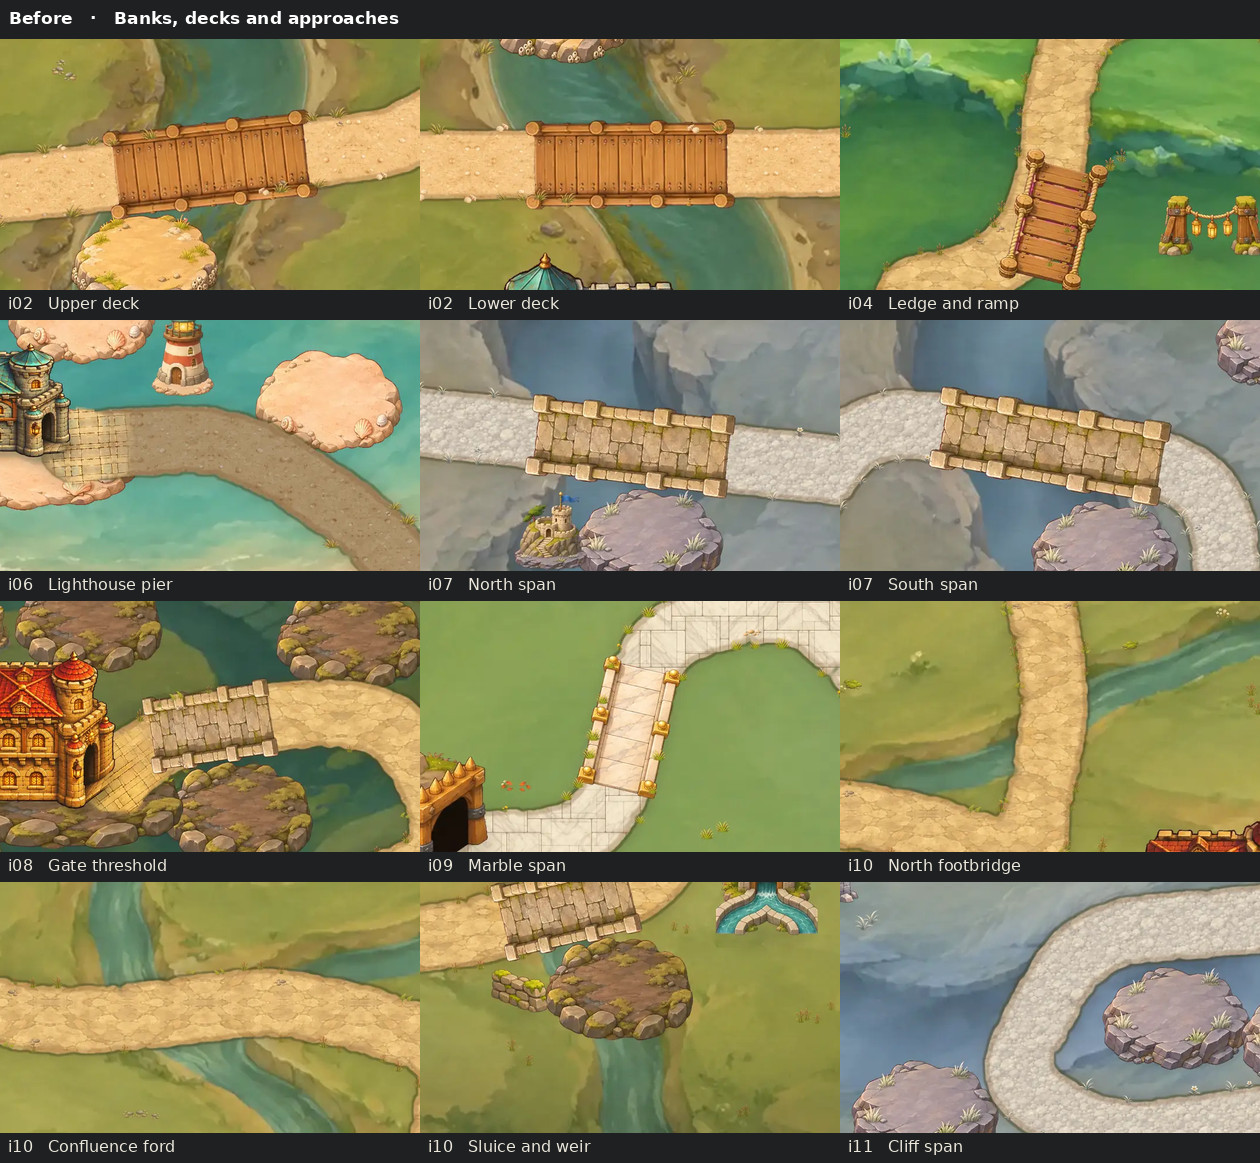 Before · Banks, decks and approaches
i02 Upper deck
i02 Lower deck
i04 Ledge and ramp
i06 Lighthouse pier
i07 North span
i07 South span
i08 Gate threshold
i09 Marble span
i10 North footbridge
i10 Confluence ford
i10 Sluice and weir
i11 Cliff span